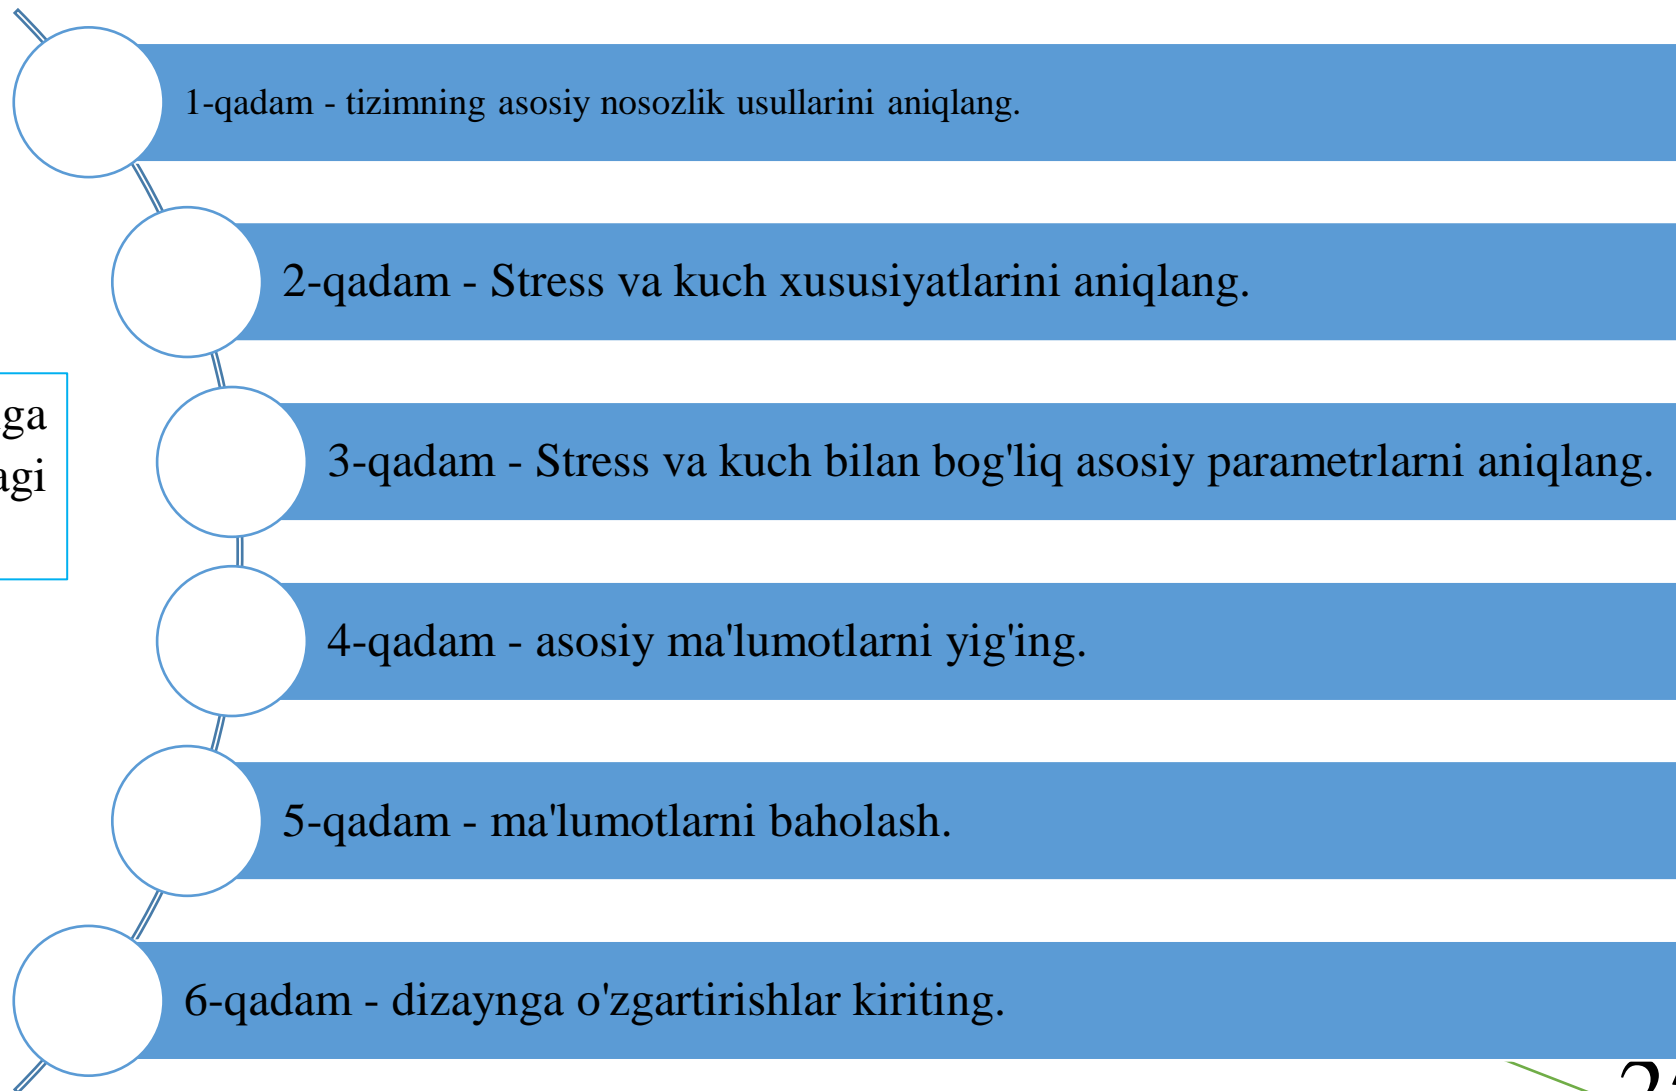 1-qadam - tizimning asosiy nosozlik usullarini aniqlang.
2-qadam - Stress va kuch xususiyatlarini aniqlang.
3-qadam - Stress va kuch bilan bog'liq asosiy parametrlarni aniqlang.
4-qadam - asosiy ma'lumotlarni yig'ing.
5-qadam - ma'lumotlarni baholash.
6-qadam - dizaynga o'zgartirishlar kiriting.